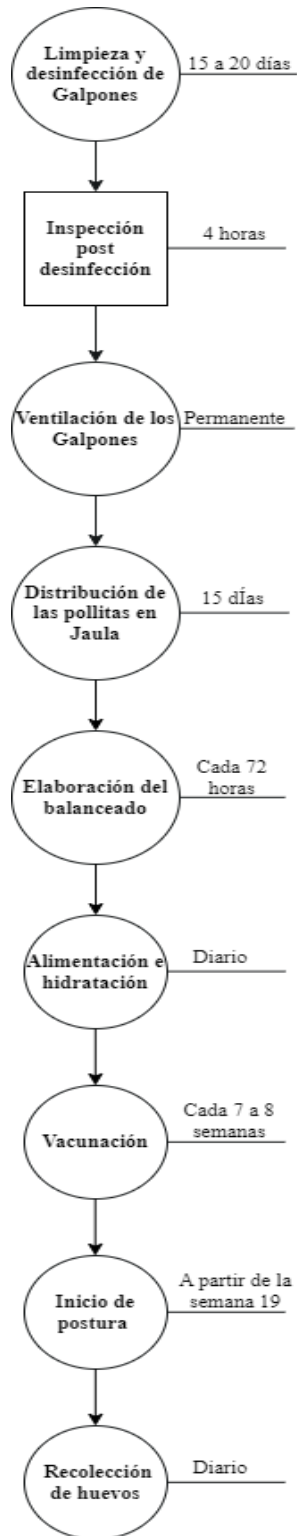 Limpieza y
desinfección de
Galpones
15 a 20 días
Inspección
post
desinfección
4 horas
Ventilación de los
Galpones
Permanente
Distribución de
las pollitas en
Jaula
15 dÍas
Elaboración del
balanceado
Cada 72
horas
Alimentación e
hidratación
Diario
Vacunación
Cada 7 a 8
semanas
Inicio de
postura
A partir de la
semana 19
Recolección
de huevos
Diario